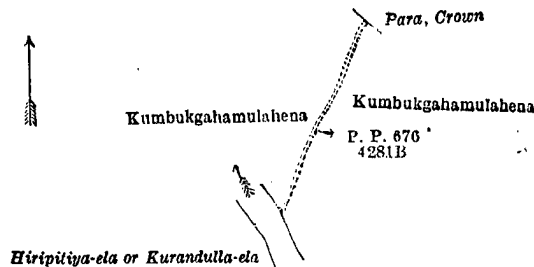 Para, Crown
Kumbukgahamulahena
Kumbukgahamulahena
P. P. 676
4281B
Hiripitiya-ela or Kurandulla-ela